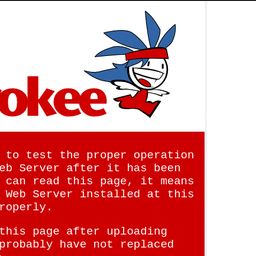 okee
to test the proper operation
eb Server after it has been
can read this page, it means
Web Server installed at this
roperly.
this page after uploading
probably have not replaced